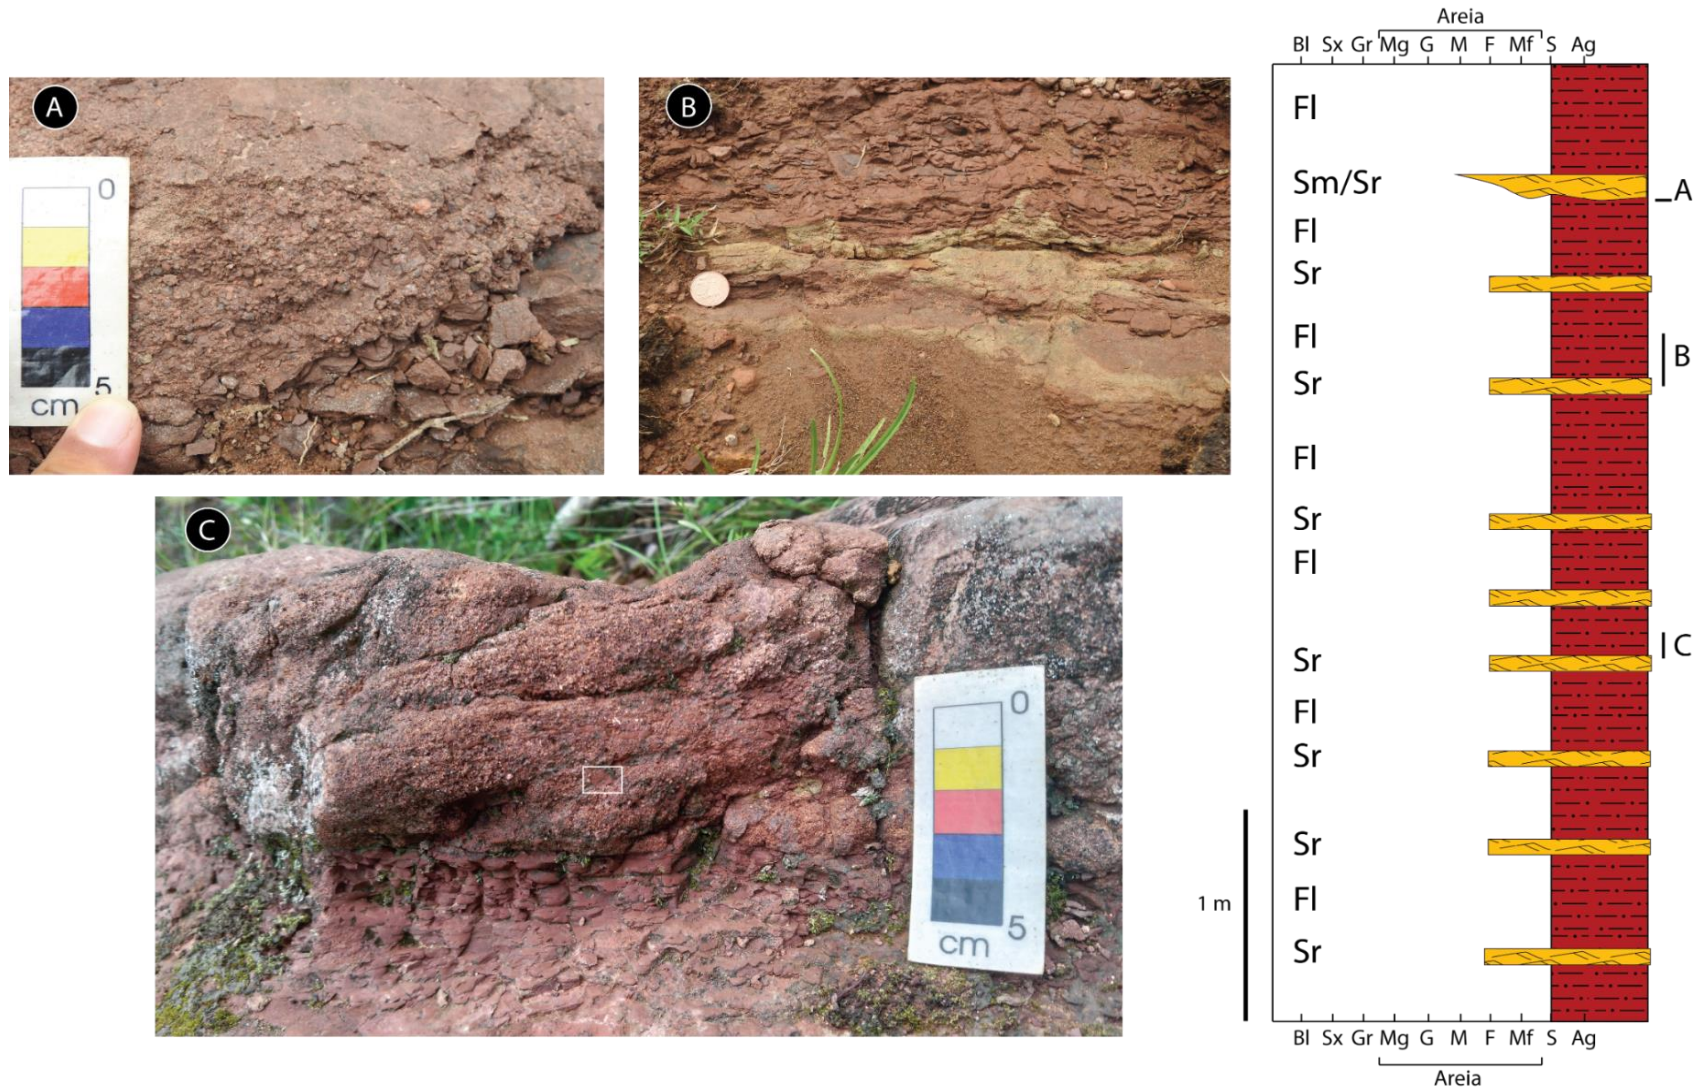 Areia
Bl Sx Gr Mg G M F Mf S Ag
A
0
5
cm
B
C
0
5
cm
Fl
Sm/Sr
A
Fl
Sr
Fl
B
Sr
Fl
Sr
Fl
Sr
C
Fl
Sr
Sr
1 m
Fl
Sr
Bl Sx Gr Mg G M F Mf S Ag
Areia